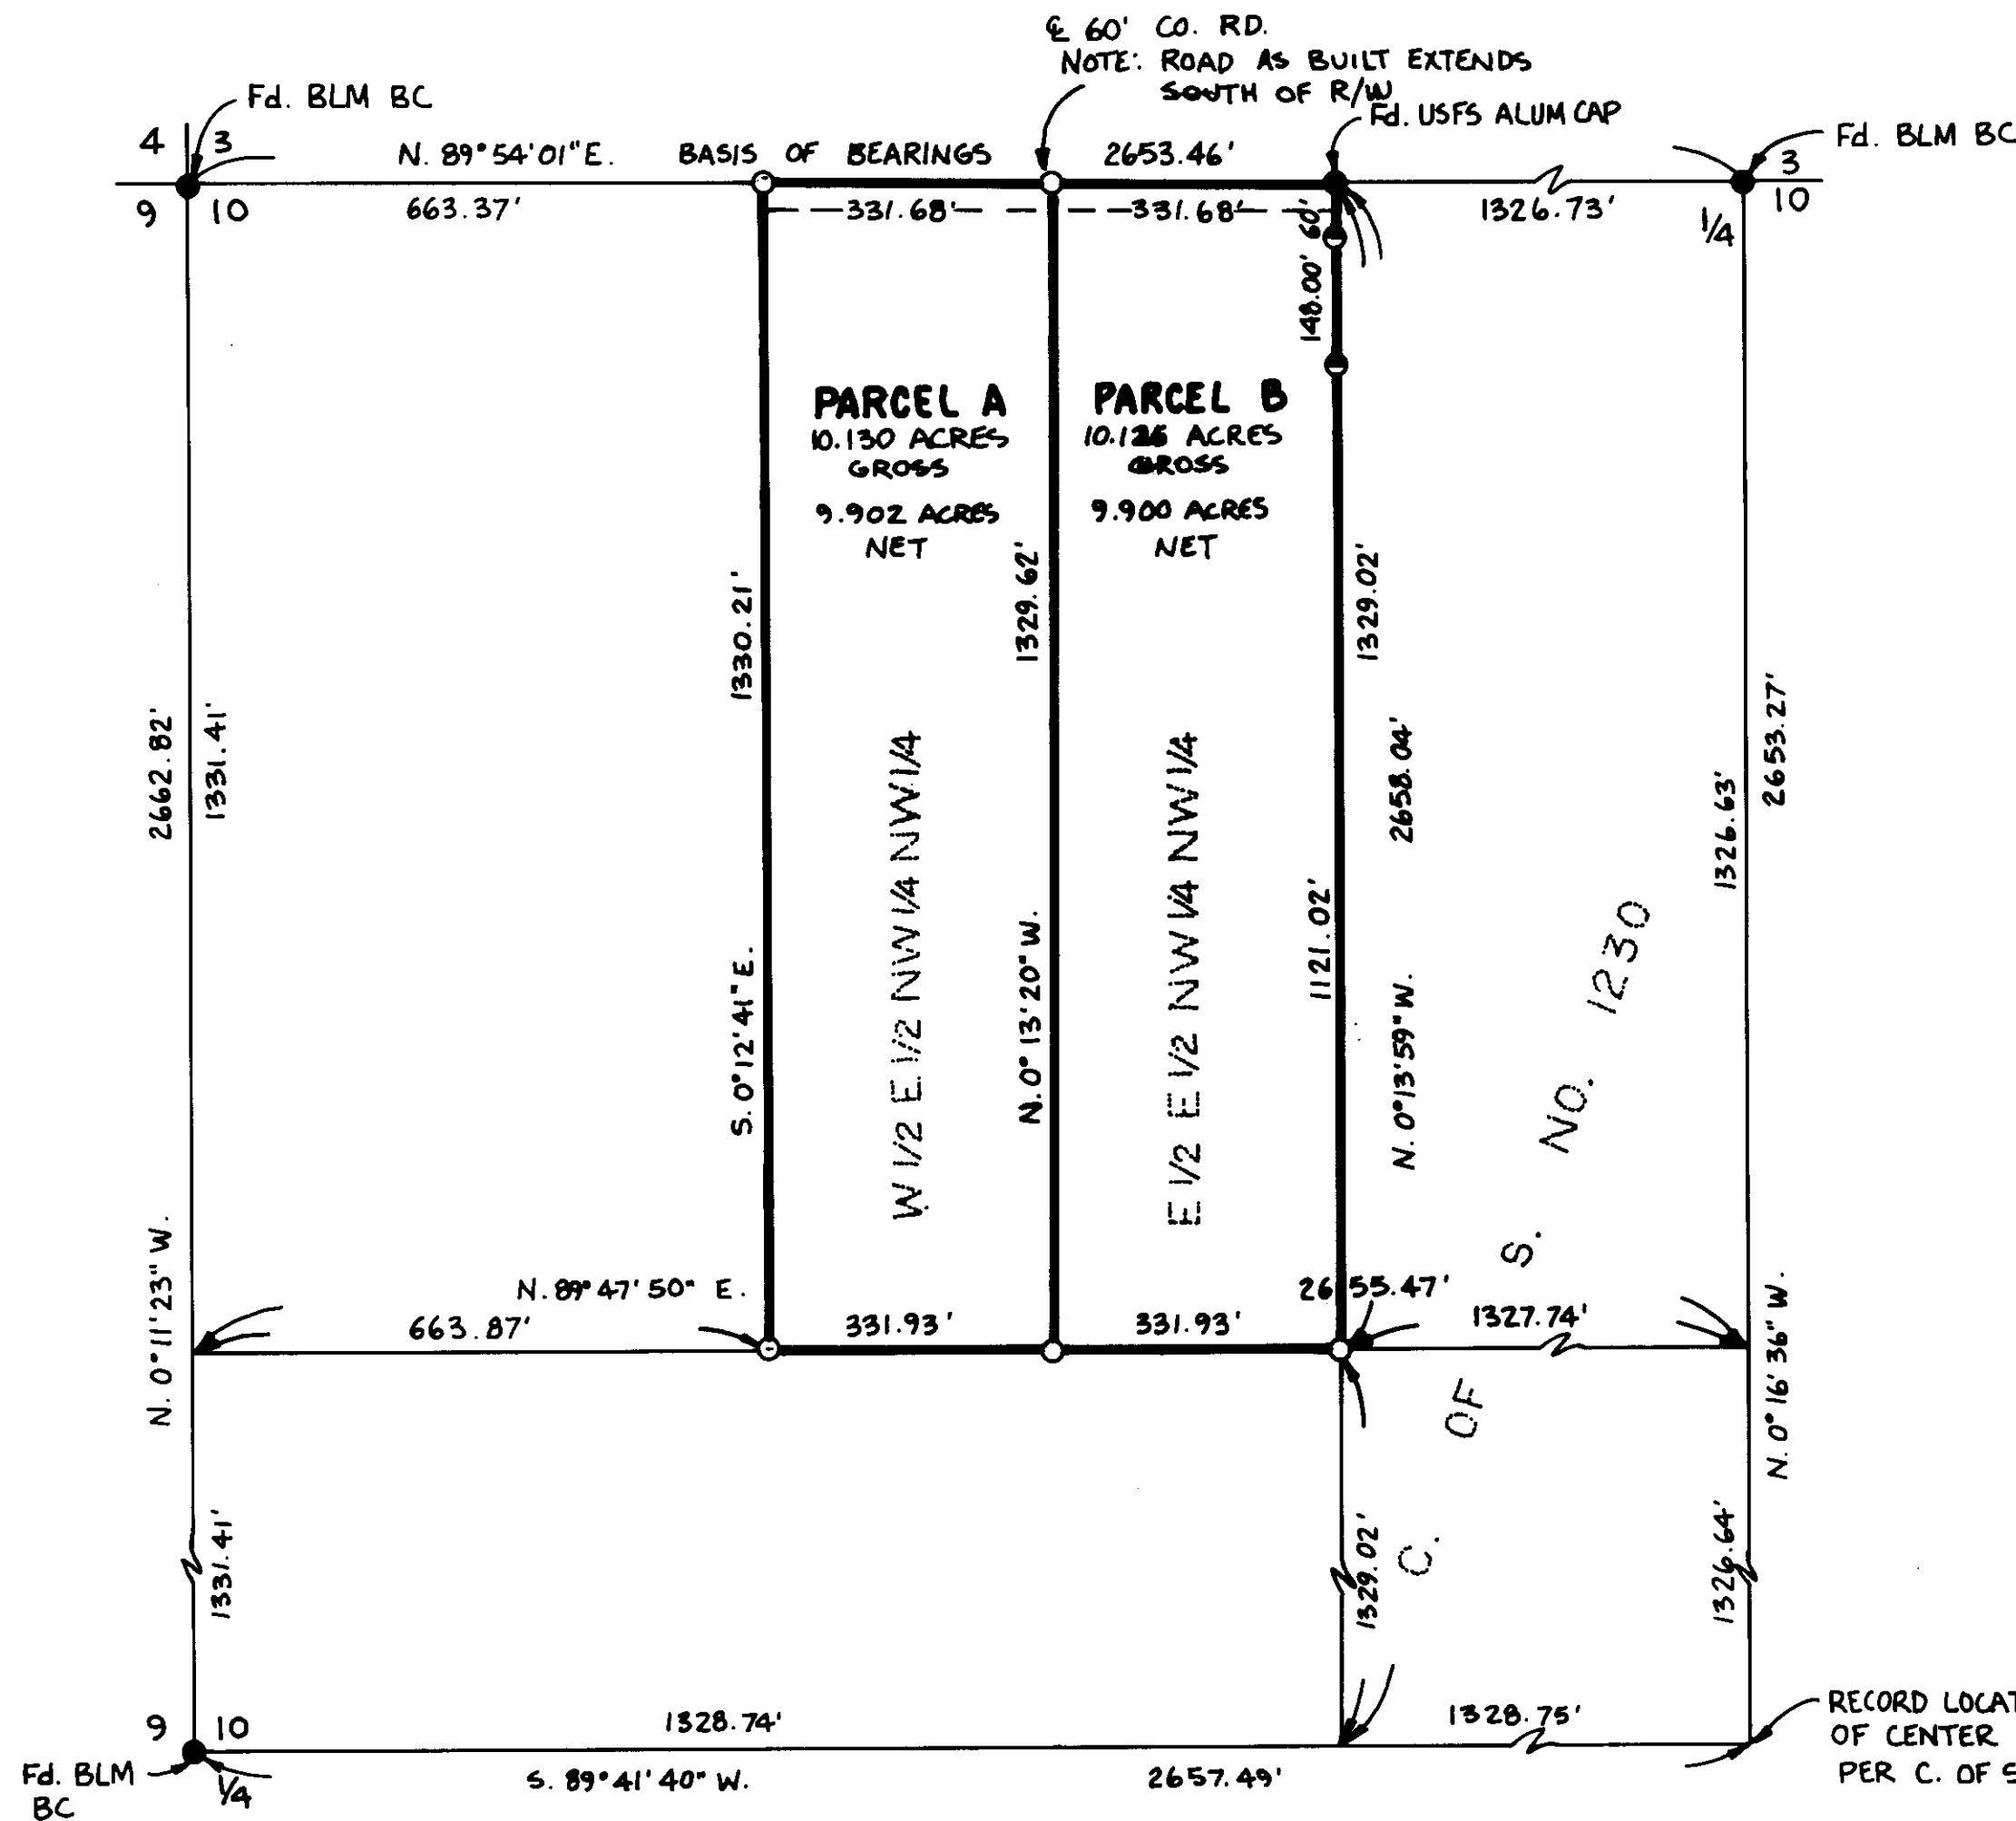 ℄ 60' CO. RD.
NOTE: ROAD AS BUILT EXTENDS
SOUTH OF R/W
Fd. BLM BC
Fd. USFS ALUM CAP
Fd. BLM BC
4 3
N. 89°54'01"E. BASIS OF BEARINGS 2653.46'
3
9 10
663.37'
331.68'
331.68'
60'
1326.73'
1/4
10
148.00'
PARCEL A
10.130 ACRES
GROSS
9.902 ACRES
NET
PARCEL B
ACRES
GROSS
9.900 ACRES
NET
1330.21'
1329.62'
1329.02'
2662.82'
1331.41'
W 1/2 E 1/2 NW 1/4 NW 1/4
E 1/2 E 1/2 NW 1/4 NW 1/4
2658.04'
1326.63'
2653.27'
1121.02'
S. 0°12'41" E.
N. 0°13'20" W.
N. 0°13'59" W.
C. OF S. NO. 1230
N. 0°11'23" W.
N. 89°47'50" E.
2655.47'
663.87'
331.93'
331.93'
1327.74'
N. 0°16'36" W.
1331.41'
1329.02'
1326.64'
9 10
1328.74'
1328.75'
RECORD LOCAT
OF CENTER
PER C. OF S
Fd. BLM
BC
1/4
S. 89°41'40" W.
2657.49'